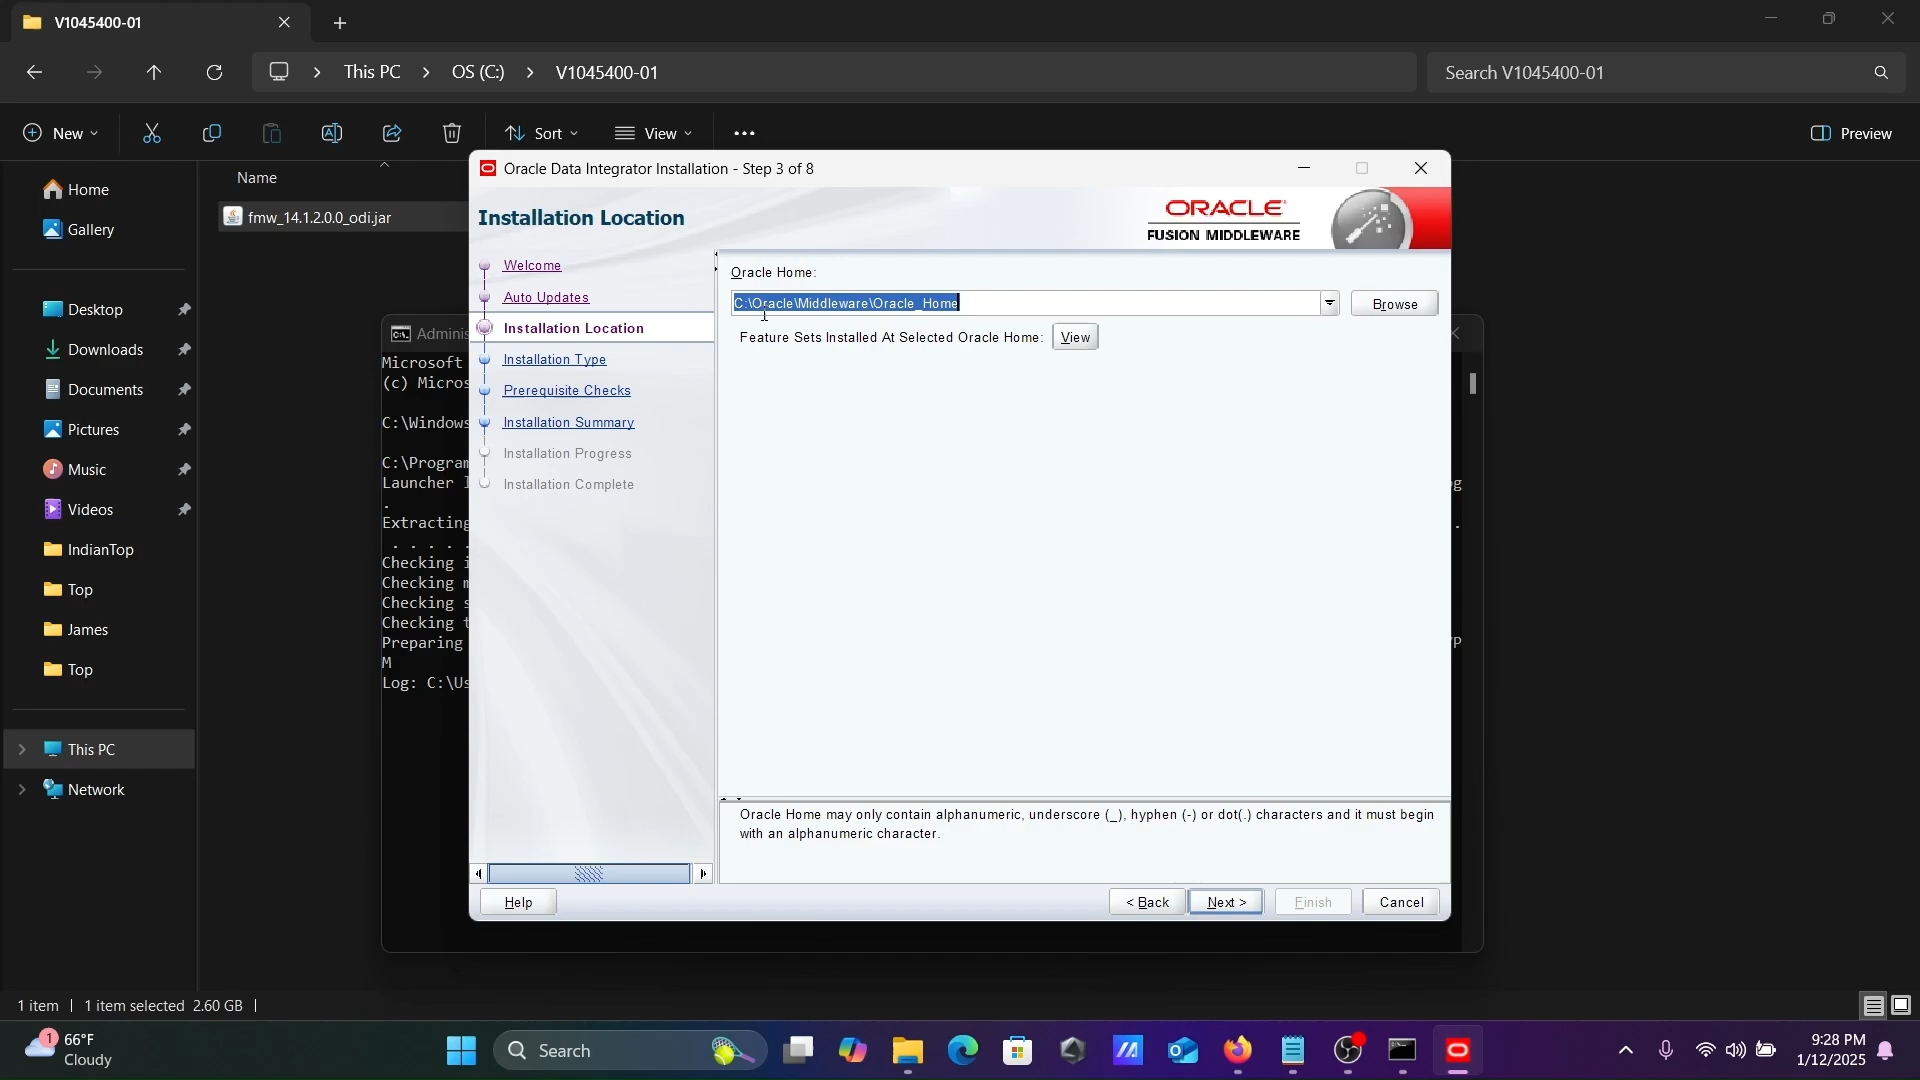 V1045400-01
This PC > OS (C:) > V1045400-01
Search V1045400-01
New
Sort
View
Preview
Home
Gallery
Desktop
Downloads
Documents
Pictures
Music
Videos
IndianTop
Top
James
Top
This PC
Network
Name
fmw_14.1.2.0.0_odi.jar
Adminis
Microsoft
(c) Micros
C:\Windows
C:\Program
Launcher l
.
Extracting
. . . . .
Checking i
Checking m
Checking s
Checking t
Preparing
M
Log: C:\Us
og
.
yP
Oracle Data Integrator Installation - Step 3 of 8
Installation Location
ORACLE
FUSION MIDDLEWARE
Welcome
Auto Updates
Installation Location
Installation Type
Prerequisite Checks
Installation Summary
Installation Progress
Installation Complete
Oracle Home:
C:\Oracle\Middleware\Oracle_Home
Browse
Feature Sets Installed At Selected Oracle Home:
View
Oracle Home may only contain alphanumeric, underscore (_), hyphen (-) or dot(.) characters and it must begin
with an alphanumeric character.
Help
< Back
Next >
Finish
Cancel
1 item | 1 item selected 2.60 GB |
1
66°F
Cloudy
Search
9:28 PM
1/12/2025